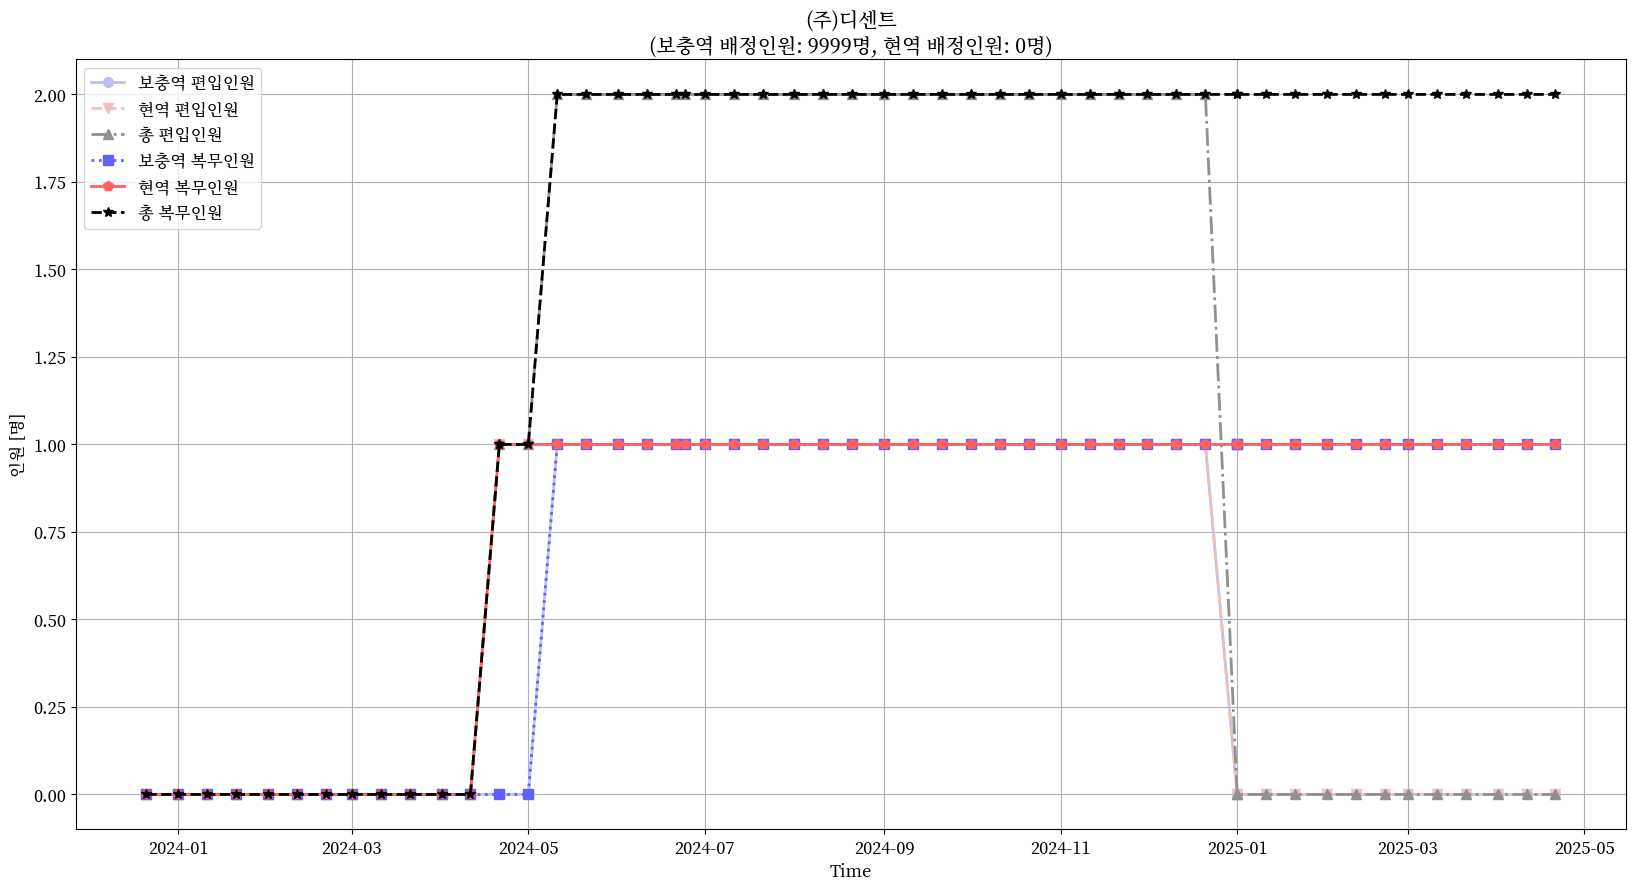 (주)디센트
(보충역 배정인원: 9999명, 현역 배정인원: 0명)
보충역 편입인원
현역 편입인원
총 편입인원
보충역 복무인원
현역 복무인원
총 복무인원
2.00
1.75
1.50
1.25
1.00
0.75
0.50
0.25
0.00
인원 [명]
2024-01 2024-03 2024-05 2024-07 2024-09 2024-11 2025-01 2025-03 2025-05
Time